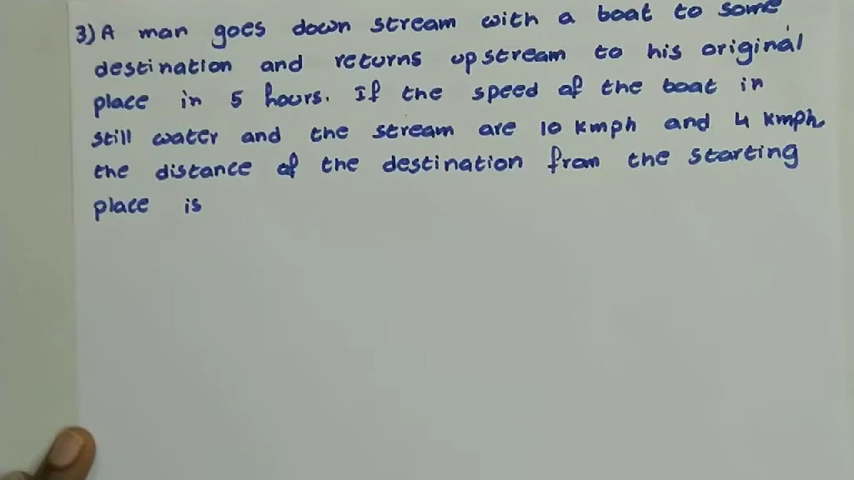 3) A man goes down stream with a boat to some
destination and returns upstream to his original
place in 5 hours. If the speed of the boat in
still water and the stream are 10 kmph and 4 kmph,
the distance of the destination from the starting
place is